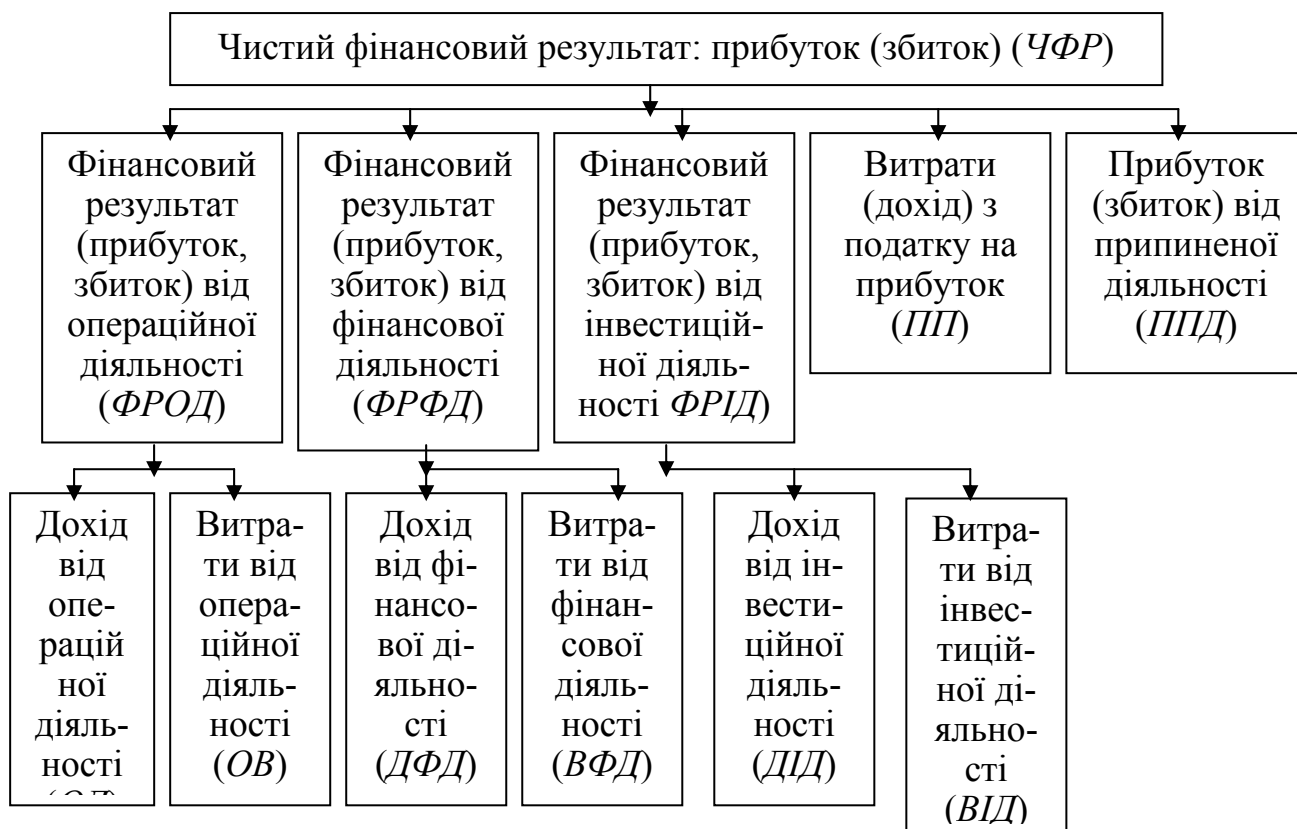 Чистий фінансовий результат: прибуток (збиток) (ЧФР)
Фінансовий
результат
(прибуток,
збиток) від
операційної
діяльності
(ФРОД)
Фінансовий
результат
(прибуток,
збиток) від
фінансової
діяльності
(ФРФД)
Фінансовий
результат
(прибуток,
збиток) від
інвестицій-
ної діяль-
ності ФРІД)
Витрати
(дохід) з
податку на
прибуток
(ПП)
Прибуток
(збиток) від
припиненої
діяльності
(ППД)
Дохід
від
опе-
рацій
ної
діяль-
ності
Витра-
ти від
опера-
ційної
діяль-
ності
(ОВ)
Дохід
від фі-
нансо-
вої ді-
яльно-
сті
(ДФД)
Витра-
ти від
фінан-
сової
діяль-
ності
(ВФД)
Дохід
від ін-
вести-
ційної
діяль-
ності
(ДІД)
Витра-
ти від
інвес-
тицій-
ної ді-
яльно-
сті
(ВІД)